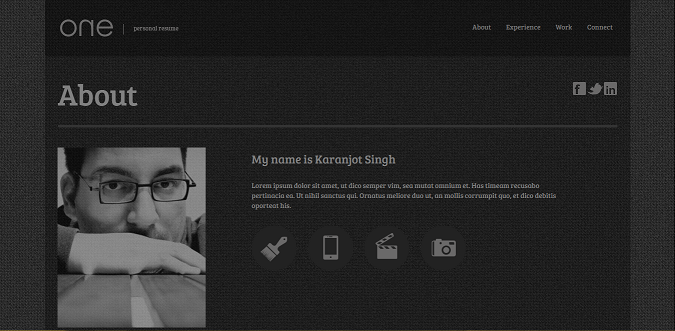 one | personal resume
About Experience Work Connect
About
My name is Karanjot Singh
Lorem ipsum dolor sit amet, ut dico semper vim, sea mutat omnium et. Has timeam recusabo
pertinacia ea. Ut nihil sanctus qui. Ornatus meliore duo ut, an mollis corrumpit quo, et dico debitis
oporteat his.